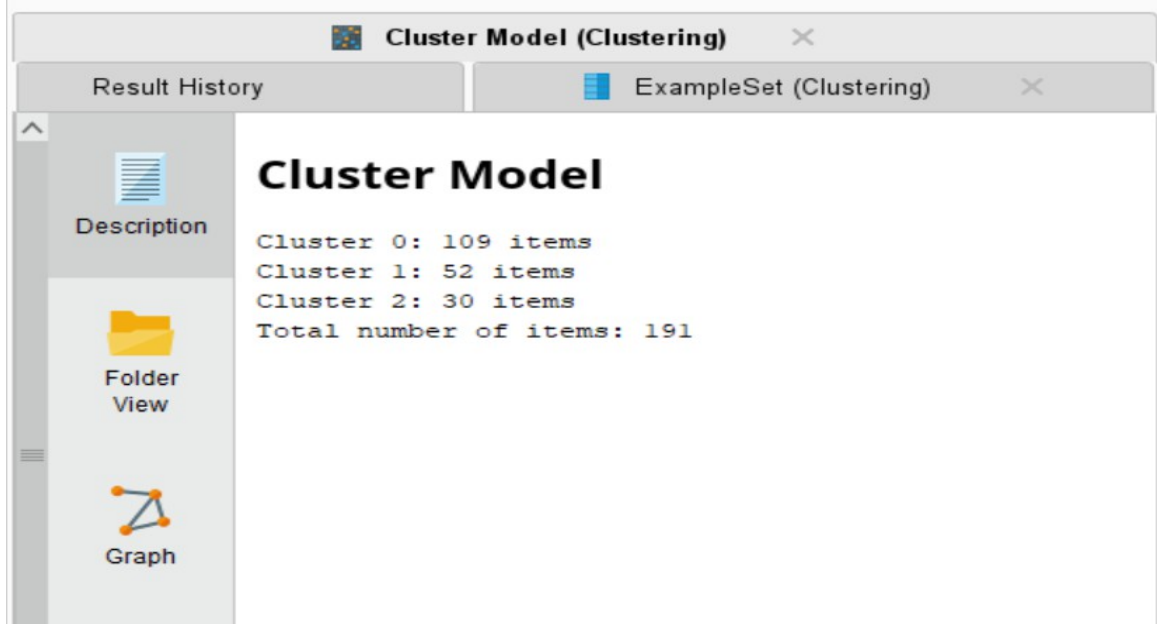 Cluster Model (Clustering)
Result History
ExampleSet (Clustering)
Description
Cluster Model
Cluster 0: 109 items
Cluster 1: 52 items
Cluster 2: 30 items
Total number of items: 191
Folder
View
Graph